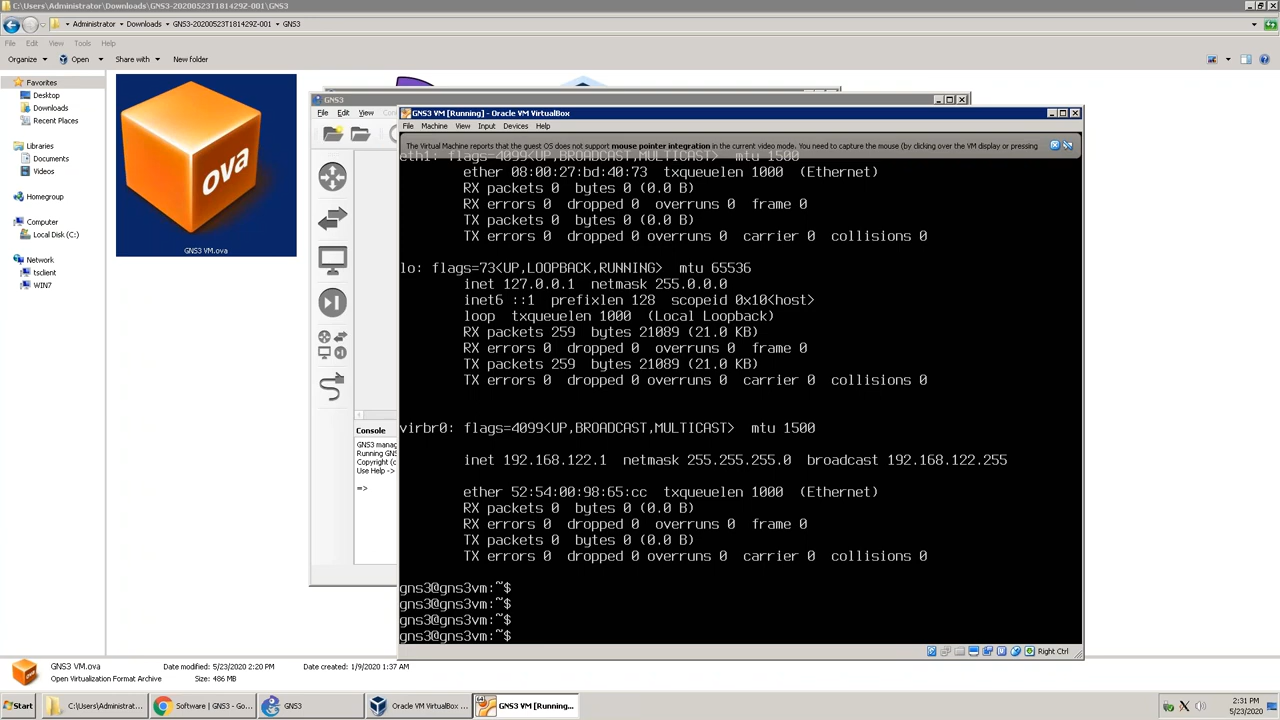 C:\Users\Administrator\Downloads\GNS3-20200523T181429Z-001\GNS3
Administrator Downloads GNS3-20200523T181429Z-001 GNS3
File Edit View Tools Help
Organize Open Share with New folder
Favorites
Desktop
Downloads
Recent Places
Libraries
Documents
Videos
Homegroup
Computer
Local Disk (C:)
Network
tsclient
WIN7
ova
GNS3 VM.ova
GNS3
File Edit View
Console
GNS3 mana
Running GN
Copyright (c
Use Help ->
=>
GNS3 VM [Running] - Oracle VM VirtualBox
File Machine View Input Devices Help
The Virtual Machine reports that the guest OS does not support mouse pointer integration in the current video mode. You need to capture the mouse (by clicking over the VM display or pressing
eth1: flags=4099<UP,BROADCAST,MULTICAST> mtu 1500
ether 08:00:27:bd:40:73 txqueuelen 1000 (Ethernet)
RX packets 0 bytes 0 (0.0 B)
RX errors 0 dropped 0 overruns 0 frame 0
TX packets 0 bytes 0 (0.0 B)
TX errors 0 dropped 0 overruns 0 carrier 0 collisions 0
lo: flags=73<UP,LOOPBACK,RUNNING> mtu 65536
inet 127.0.0.1 netmask 255.0.0.0
inet6 ::1 prefixlen 128 scopeid 0x10<host>
loop txqueuelen 1000 (Local Loopback)
RX packets 259 bytes 21089 (21.0 KB)
RX errors 0 dropped 0 overruns 0 frame 0
TX packets 259 bytes 21089 (21.0 KB)
TX errors 0 dropped 0 overruns 0 carrier 0 collisions 0
virbr0: flags=4099<UP,BROADCAST,MULTICAST> mtu 1500
inet 192.168.122.1 netmask 255.255.255.0 broadcast 192.168.122.255
ether 52:54:00:98:65:cc txqueuelen 1000 (Ethernet)
RX packets 0 bytes 0 (0.0 B)
RX errors 0 dropped 0 overruns 0 frame 0
TX packets 0 bytes 0 (0.0 B)
TX errors 0 dropped 0 overruns 0 carrier 0 collisions 0
gns3@gns3vm:~$
gns3@gns3vm:~$
gns3@gns3vm:~$
gns3@gns3vm:~$
Right Ctrl
GNS3 VM.ova Date modified: 5/23/2020 2:20 PM Date created: 1/9/2020 1:37 AM
Open Virtualization Format Archive Size: 486 MB
Start C:\Users\Administrat... Software | GNS3 - Go... GNS3 Oracle VM VirtualBox ... GNS3 VM [Running... 2:31 PM
5/23/2020